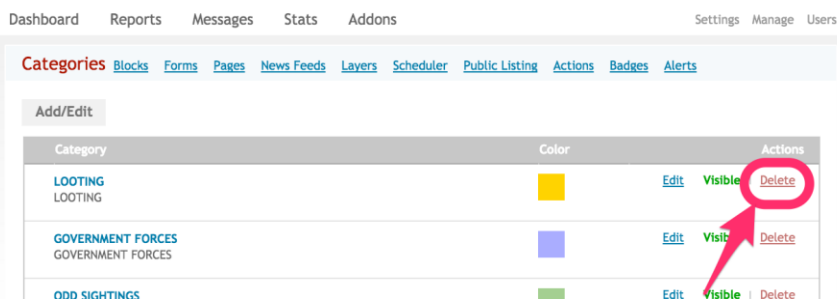 Dashboard Reports Messages Stats Addons Settings Manage Users
Categories Blocks Forms Pages News Feeds Layers Scheduler Public Listing Actions Badges Alerts
Add/Edit
Category Color Actions
LOOTING Edit Visible | Delete
LOOTING
GOVERNMENT FORCES Edit Delete
GOVERNMENT FORCES
ODD SIGHTINGS Edit Visible | Delete